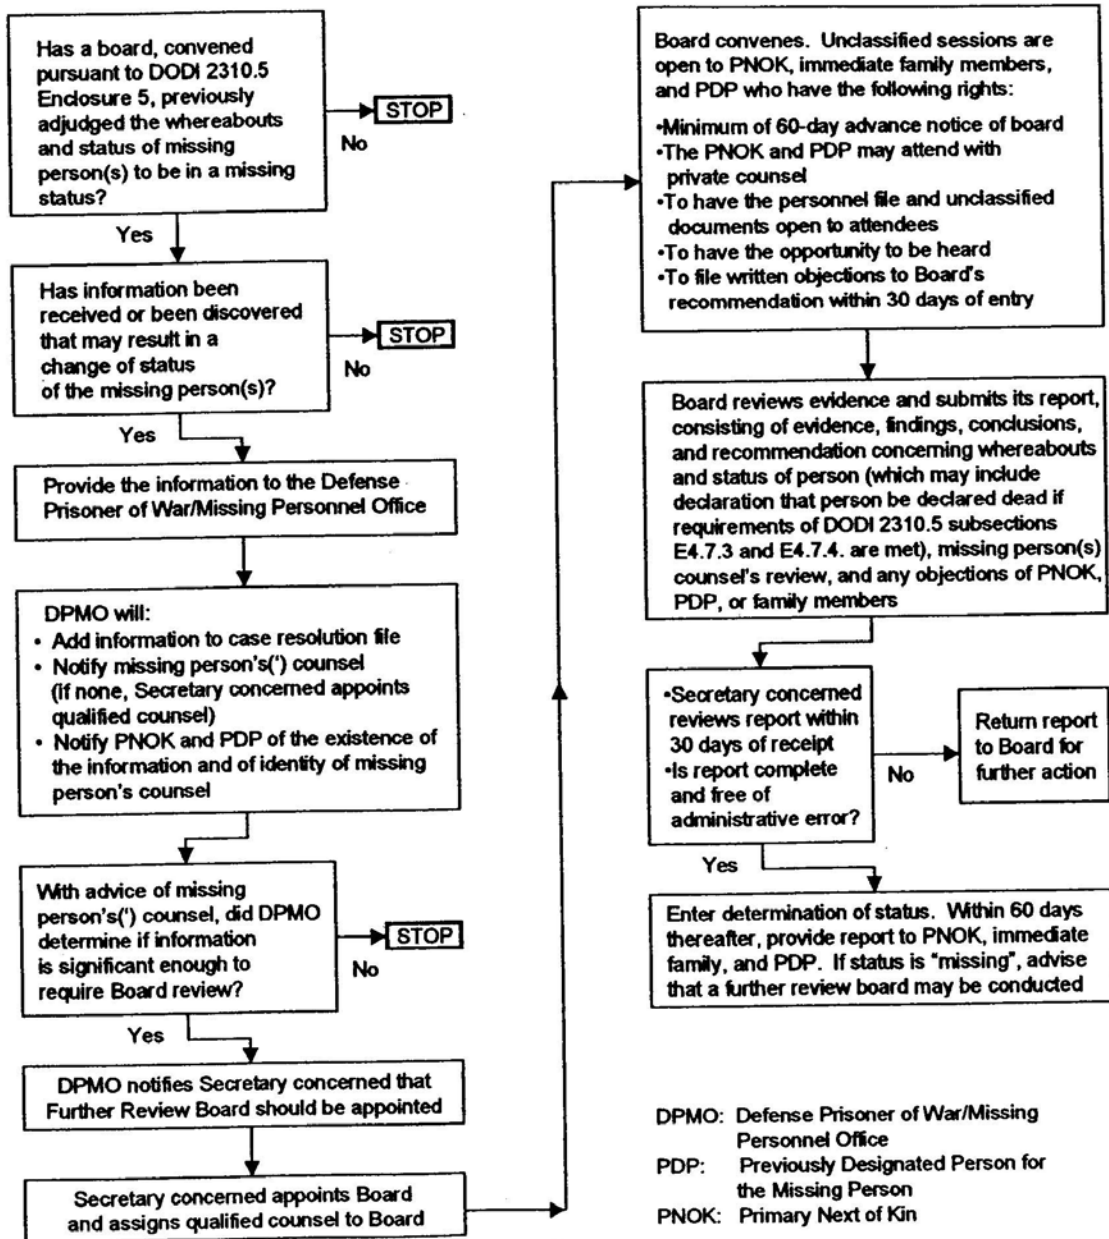 Has a board, convened
pursuant to DODI 2310.5
Enclosure 5, previously
adjudged the whereabouts
and status of missing
person(s) to be in a missing
status?
STOP
No
Yes
Has information been
received or been discovered
that may result in a
change of status
of the missing person(s)?
STOP
No
Yes
Provide the information to the Defense
Prisoner of War/Missing Personnel Office
DPMO will:
• Add information to case resolution file
• Notify missing person's(') counsel
(If none, Secretary concerned appoints
qualified counsel)
• Notify PNOK and PDP of the existence of
the information and of identity of missing
person's counsel
With advice of missing
person's(') counsel, did DPMO
determine if information
is significant enough to
require Board review?
STOP
No
Yes
DPMO notifies Secretary concerned that
Further Review Board should be appointed
Secretary concerned appoints Board
and assigns qualified counsel to Board
Board convenes. Unclassified sessions are
open to PNOK, immediate family members,
and PDP who have the following rights:
•Minimum of 60-day advance notice of board
•The PNOK and PDP may attend with
private counsel
•To have the personnel file and unclassified
documents open to attendees
•To have the opportunity to be heard
•To file written objections to Board's
recommendation within 30 days of entry
Board reviews evidence and submits its report,
consisting of evidence, findings, conclusions,
and recommendation concerning whereabouts
and status of person (which may include
declaration that person be declared dead if
requirements of DODI 2310.5 subsections
E4.7.3 and E4.7.4. are met), missing person(s)
counsel's review, and any objections of PNOK,
PDP, or family members
•Secretary concerned
reviews report within
30 days of receipt
•Is report complete
and free of
administrative error?
No
Return report
to Board for
further action
Yes
Enter determination of status. Within 60 days
thereafter, provide report to PNOK, immediate
family, and PDP. If status is "missing", advise
that a further review board may be conducted
DPMO: Defense Prisoner of War/Missing
Personnel Office
PDP: Previously Designated Person for
the Missing Person
PNOK: Primary Next of Kin